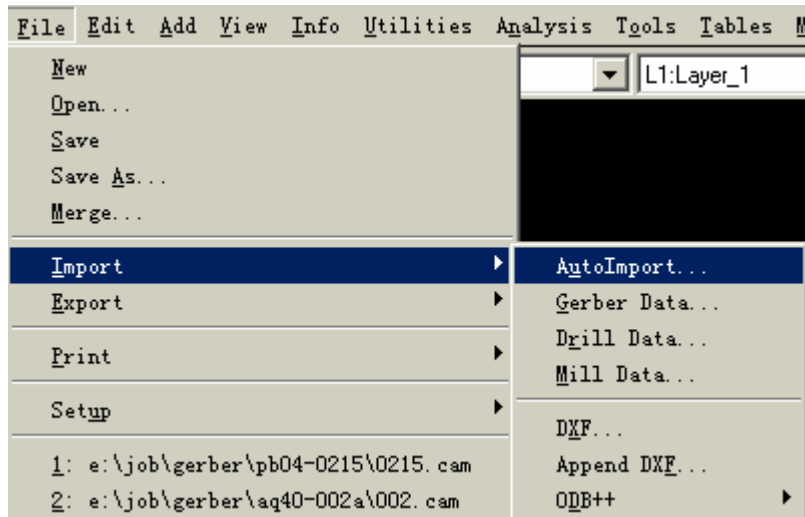 File Edit Add View Info Utilities Analysis Tools Tables
New
L1:Layer_1
Open...
Save
Save As...
Merge...
Import
AutoImport...
Export
Gerber Data...
Drill Data...
Print
Mill Data...
Setup
DXF...
1: e:\job\gerber\pb04-0215\0215.cam
Append DXF...
2: e:\job\gerber\aq40-002a\002.cam
ODB++